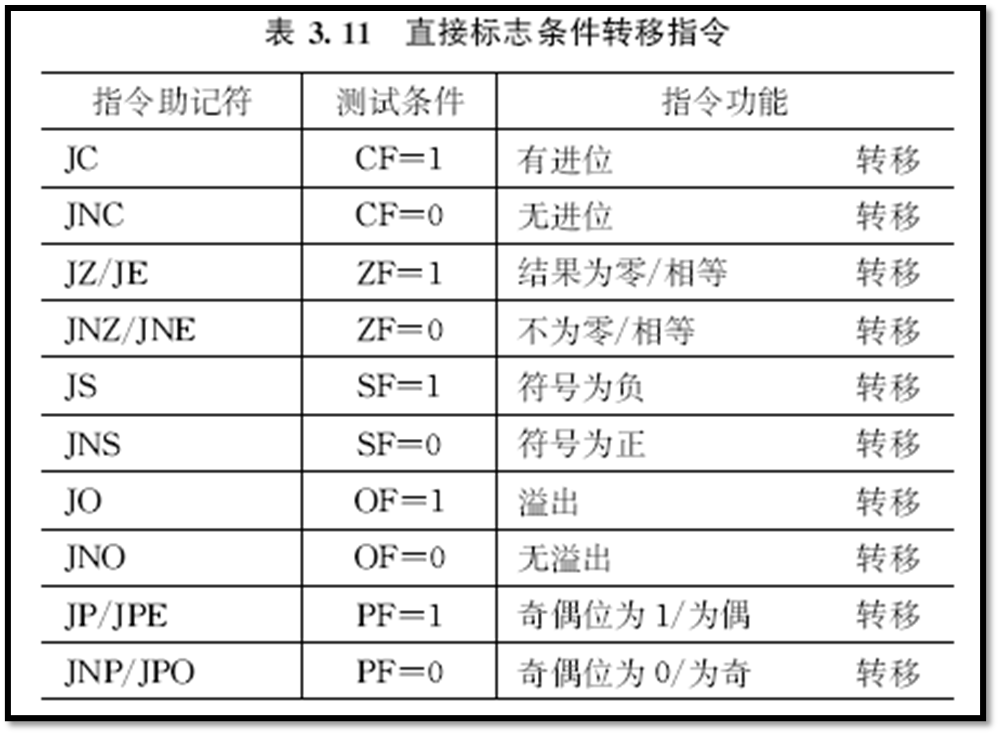 表 3.11 直接标志条件转移指令
指令助记符 测试条件 指令功能
JC CF=1 有进位 转移
JNC CF=0 无进位 转移
JZ/JE ZF=1 结果为零/相等 转移
JNZ/JNE ZF=0 不为零/相等 转移
JS SF=1 符号为负 转移
JNS SF=0 符号为正 转移
JO OF=1 溢出 转移
JNO OF=0 无溢出 转移
JP/JPE PF=1 奇偶位为1/为偶 转移
JNP/JPO PF=0 奇偶位为0/为奇 转移